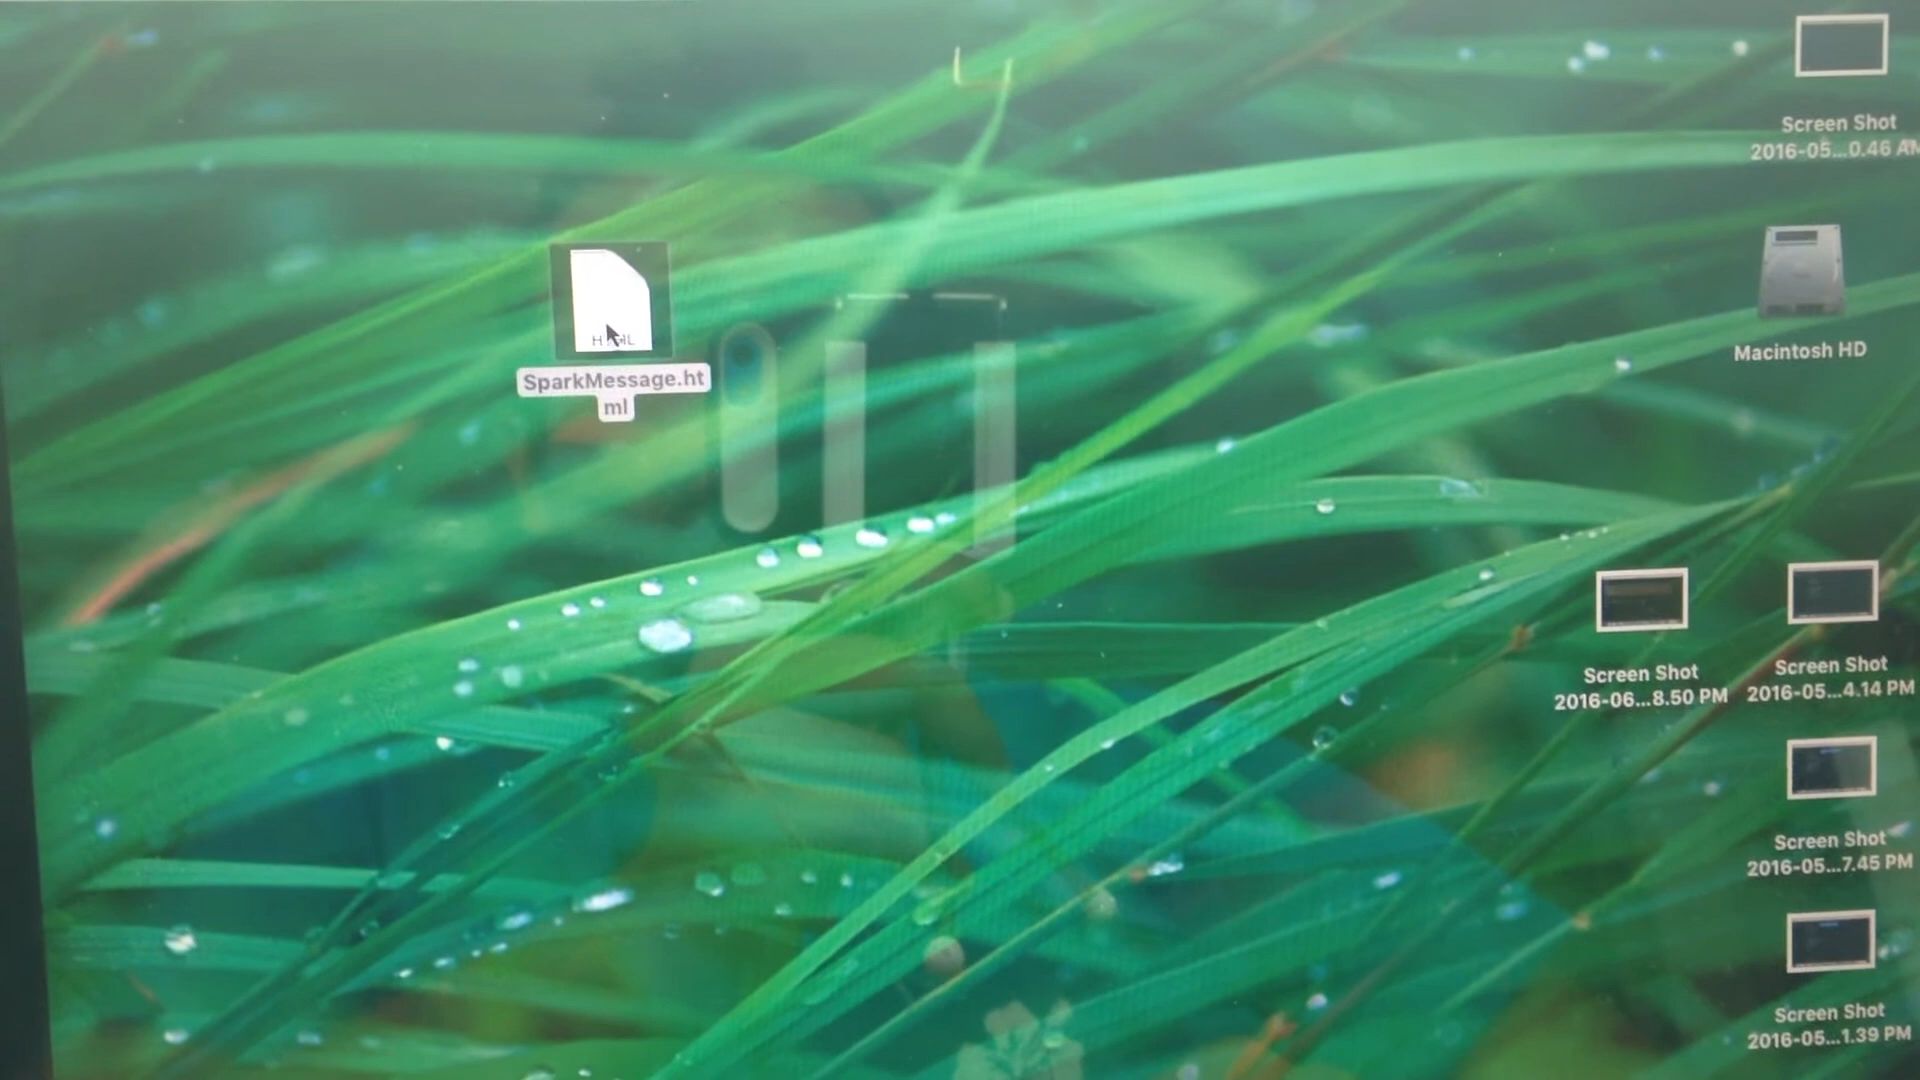 Screen Shot
2016-05...0.46 AM
HTML
SparkMessage.ht
ml
Macintosh HD
Screen Shot
2016-06...8.50 PM
Screen Shot
2016-05...4.14 PM
Screen Shot
2016-05...7.45 PM
Screen Shot
2016-05...1.39 PM